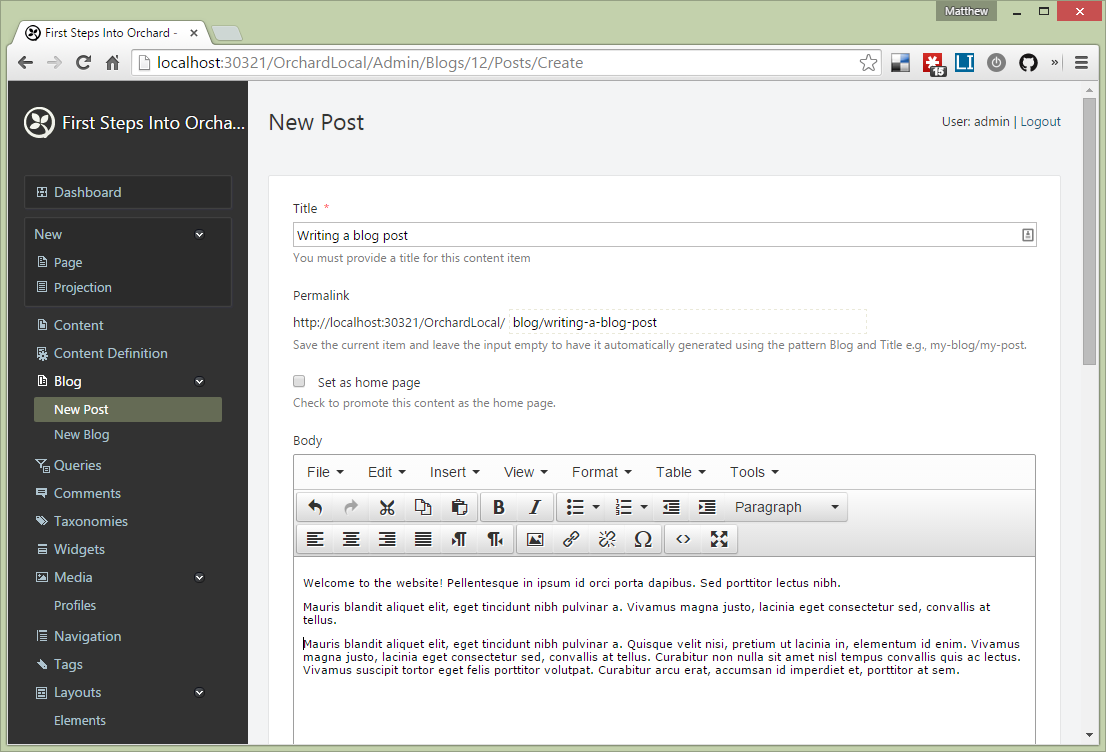 Matthew
First Steps Into Orchard -
localhost:30321/OrchardLocal/Admin/Blogs/12/Posts/Create
15
LI
»
First Steps Into Orcha...
Dashboard
New
Page
Projection
Content
Content Definition
Blog
New Post
New Blog
Queries
Comments
Taxonomies
Widgets
Media
Profiles
Navigation
Tags
Layouts
Elements
New Post
User: admin | Logout
Title *
Writing a blog post
You must provide a title for this content item
Permalink
http://localhost:30321/OrchardLocal/ blog/writing-a-blog-post
Save the current item and leave the input empty to have it automatically generated using the pattern Blog and Title e.g., my-blog/my-post.
Set as home page
Check to promote this content as the home page.
Body
File Edit Insert View Format Table Tools
B I Paragraph
Ω <>
Welcome to the website! Pellentesque in ipsum id orci porta dapibus. Sed porttitor lectus nibh.
Mauris blandit aliquet elit, eget tincidunt nibh pulvinar a. Vivamus magna justo, lacinia eget consectetur sed, convallis at
tellus.
Mauris blandit aliquet elit, eget tincidunt nibh pulvinar a. Quisque velit nisi, pretium ut lacinia in, elementum id enim. Vivamus
magna justo, lacinia eget consectetur sed, convallis at tellus. Curabitur non nulla sit amet nisl tempus convallis quis ac lectus.
Vivamus suscipit tortor eget felis porttitor volutpat. Curabitur arcu erat, accumsan id imperdiet et, porttitor at sem.